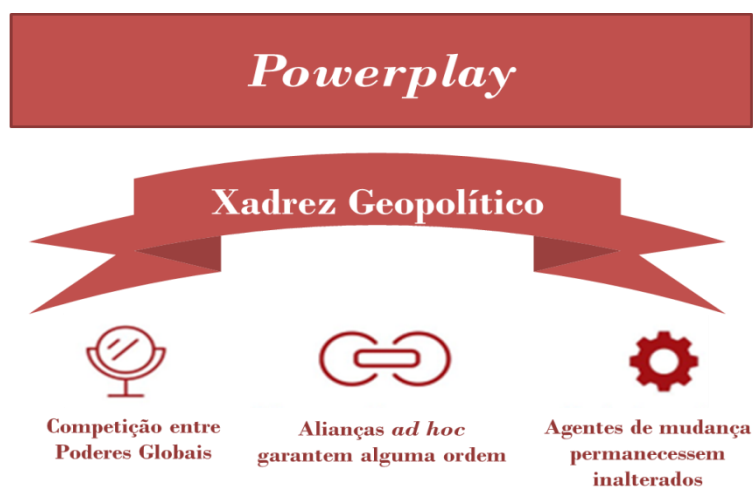 Powerplay
Xadrez Geopolítico
Competição entre
Poderes Globais
Alianças ad hoc
garantem alguma ordem
Agentes de mudança
permanecessem
inalterados